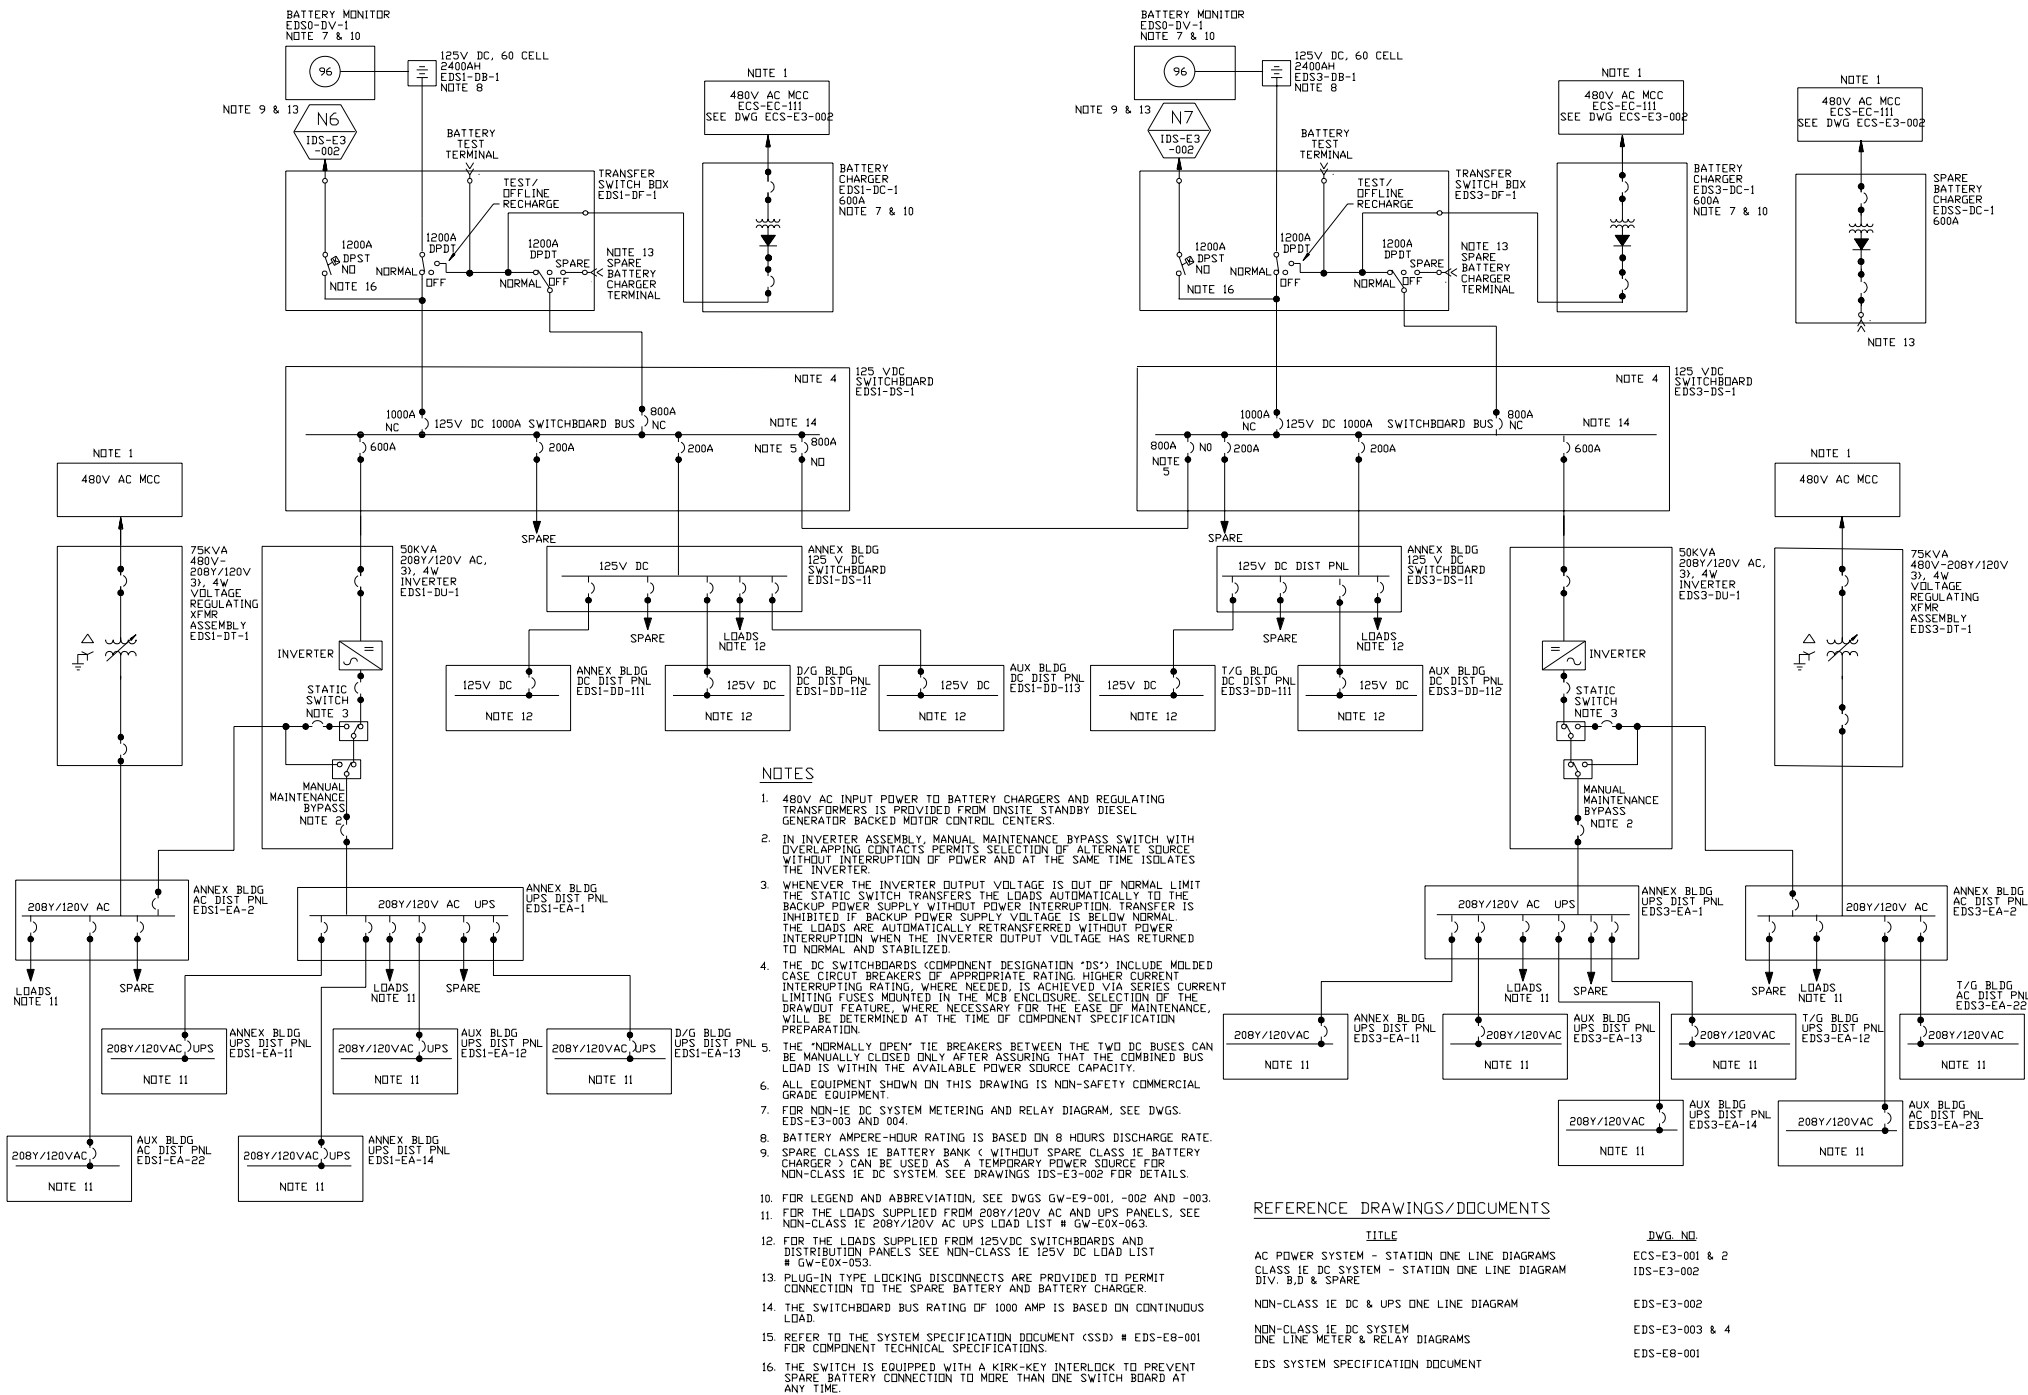 BATTERY MONITOR
EDS0-DV-1
NOTE 7 & 10
96
125V DC, 60 CELL
2400AH
EDS1-DB-1
NOTE 8
NOTE 9 & 13
N6
IDS-E3
-002
BATTERY
TEST
TERMINAL
NOTE 1
480V AC MCC
ECS-EC-111
SEE DWG ECS-E3-002
TEST/
OFFLINE
RECHARGE
TRANSFER
SWITCH BOX
EDS1-DF-1
BATTERY
CHARGER
EDS1-DC-1
600A
NOTE 7 & 10
1200A
DPST
NO
NOTE 16
1200A
DPDT
NORMAL
OFF
1200A
DPDT
SPARE
NORMAL
OFF
NOTE 13
SPARE
BATTERY
CHARGER
TERMINAL
BATTERY MONITOR
EDS0-DV-1
NOTE 7 & 10
96
125V DC, 60 CELL
2400AH
EDS3-DB-1
NOTE 8
NOTE 9 & 13
N7
IDS-E3
-002
BATTERY
TEST
TERMINAL
NOTE 1
480V AC MCC
ECS-EC-111
SEE DWG ECS-E3-002
TEST/
OFFLINE
RECHARGE
TRANSFER
SWITCH BOX
EDS3-DF-1
BATTERY
CHARGER
EDS3-DC-1
600A
NOTE 7 & 10
1200A
DPST
NO
NOTE 16
1200A
DPDT
NORMAL
OFF
1200A
DPDT
SPARE
NORMAL
OFF
NOTE 13
SPARE
BATTERY
CHARGER
TERMINAL
NOTE 1
480V AC MCC
ECS-EC-111
SEE DWG ECS-E3-002
SPARE
BATTERY
CHARGER
EDSS-DC-1
600A
NOTE 13
NOTE 4
125 VDC
SWITCHBOARD
EDS1-DS-1
1000A
NC
125V DC 1000A SWITCHBOARD BUS
800A
NC
NOTE 14
600A
200A
200A
NOTE 5
800A
NO
SPARE
NOTE 4
125 VDC
SWITCHBOARD
EDS3-DS-1
1000A
NC
125V DC 1000A SWITCHBOARD BUS
800A
NC
NOTE 14
800A
NO
NOTE
5
200A
200A
600A
SPARE
NOTE 1
480V AC MCC
75KVA
480V-
208Y/120V
3), 4W
VOLTAGE
REGULATING
XFMR
ASSEMBLY
EDS1-DT-1
50KVA
208Y/120V AC,
3), 4W
INVERTER
EDS1-DU-1
INVERTER
STATIC
SWITCH
NOTE 3
MANUAL
MAINTENANCE
BYPASS
NOTE 2
125V DC
ANNEX BLDG
125 V DC
SWITCHBOARD
EDS1-DS-11
SPARE
LOADS
NOTE 12
125V DC
NOTE 12
ANNEX BLDG
DC DIST PNL
EDS1-DD-111
125V DC
NOTE 12
D/G BLDG
DC DIST PNL
EDS1-DD-112
125V DC
NOTE 12
AUX BLDG
DC DIST PNL
EDS1-DD-113
125V DC DIST PNL
ANNEX BLDG
125 V DC
SWITCHBOARD
EDS3-DS-11
SPARE
LOADS
NOTE 12
125V DC
NOTE 12
T/G BLDG
DC DIST PNL
EDS3-DD-111
125V DC
NOTE 12
AUX BLDG
DC DIST PNL
EDS3-DD-112
50KVA
208Y/120V AC,
3), 4W
INVERTER
EDS3-DU-1
INVERTER
STATIC
SWITCH
NOTE 3
MANUAL
MAINTENANCE
BYPASS
NOTE 2
NOTE 1
480V AC MCC
75KVA
480V-208Y/120V
3), 4W
VOLTAGE
REGULATING
XFMR
ASSEMBLY
EDS3-DT-1
208Y/120V AC
ANNEX BLDG
AC DIST PNL
EDS1-EA-2
LOADS
NOTE 11
SPARE
208Y/120V AC UPS
ANNEX BLDG
UPS DIST PNL
EDS1-EA-1
LOADS
NOTE 11
SPARE
208Y/120VAC UPS
NOTE 11
ANNEX BLDG
UPS DIST PNL
EDS1-EA-11
208Y/120VAC UPS
NOTE 11
AUX BLDG
UPS DIST PNL
EDS1-EA-12
208Y/120VAC UPS
NOTE 11
D/G BLDG
UPS DIST PNL
EDS1-EA-13
208Y/120VAC
NOTE 11
AUX BLDG
AC DIST PNL
EDS1-EA-22
208Y/120VAC UPS
NOTE 11
ANNEX BLDG
UPS DIST PNL
EDS1-EA-14
208Y/120V AC UPS
ANNEX BLDG
UPS DIST PNL
EDS3-EA-1
LOADS
NOTE 11
SPARE
208Y/120V AC
ANNEX BLDG
AC DIST PNL
EDS3-EA-2
SPARE
LOADS
NOTE 11
208Y/120VAC
NOTE 11
ANNEX BLDG
UPS DIST PNL
EDS3-EA-11
208Y/120VAC
NOTE 11
AUX BLDG
UPS DIST PNL
EDS3-EA-13
208Y/120VAC
NOTE 11
T/G BLDG
UPS DIST PNL
EDS3-EA-12
T/G BLDG
AC DIST PNL
EDS3-EA-22
208Y/120VAC
NOTE 11
208Y/120VAC
NOTE 11
AUX BLDG
UPS DIST PNL
EDS3-EA-14
208Y/120VAC
NOTE 11
AUX BLDG
AC DIST PNL
EDS3-EA-23
NOTES
1. 480V AC INPUT POWER TO BATTERY CHARGERS AND REGULATING
TRANSFORMERS IS PROVIDED FROM ONSITE STANDBY DIESEL
GENERATOR BACKED MOTOR CONTROL CENTERS.
2. IN INVERTER ASSEMBLY, MANUAL MAINTENANCE BYPASS SWITCH WITH
OVERLAPPING CONTACTS PERMITS SELECTION OF ALTERNATE SOURCE
WITHOUT INTERRUPTION OF POWER AND AT THE SAME TIME ISOLATES
THE INVERTER.
3. WHENEVER THE INVERTER OUTPUT VOLTAGE IS OUT OF NORMAL LIMIT
THE STATIC SWITCH TRANSFERS THE LOADS AUTOMATICALLY TO THE
BACKUP POWER SUPPLY WITHOUT POWER INTERRUPTION. TRANSFER IS
INHIBITED IF BACKUP POWER SUPPLY VOLTAGE IS BELOW NORMAL.
THE LOADS ARE AUTOMATICALLY RETRANSFERRED WITHOUT POWER
INTERRUPTION WHEN THE INVERTER OUTPUT VOLTAGE HAS RETURNED
TO NORMAL AND STABILIZED.
4. THE DC SWITCHBOARDS (COMPONENT DESIGNATION "DS") INCLUDE MOLDED
CASE CIRCUT BREAKERS OF APPROPRIATE RATING. HIGHER CURRENT
INTERRUPTING RATING, WHERE NEEDED, IS ACHIEVED VIA SERIES CURRENT
LIMITING FUSES MOUNTED IN THE MCB ENCLOSURE. SELECTION OF THE
DRAWOUT FEATURE, WHERE NECESSARY FOR THE EASE OF MAINTENANCE,
WILL BE DETERMINED AT THE TIME OF COMPONENT SPECIFICATION
PREPARATION.
5. THE "NORMALLY OPEN" TIE BREAKERS BETWEEN THE TWO DC BUSES CAN
BE MANUALLY CLOSED ONLY AFTER ASSURING THAT THE COMBINED BUS
LOAD IS WITHIN THE AVAILABLE POWER SOURCE CAPACITY.
6. ALL EQUIPMENT SHOWN ON THIS DRAWING IS NON-SAFETY COMMERCIAL
GRADE EQUIPMENT.
7. FOR NON-1E DC SYSTEM METERING AND RELAY DIAGRAM, SEE DWGS.
EDS-E3-003 AND 004.
8. BATTERY AMPERE-HOUR RATING IS BASED ON 8 HOURS DISCHARGE RATE.
9. SPARE CLASS 1E BATTERY BANK ( WITHOUT SPARE CLASS 1E BATTERY
CHARGER ) CAN BE USED AS A TEMPORARY POWER SOURCE FOR
NON-CLASS 1E DC SYSTEM. SEE DRAWINGS IDS-E3-002 FOR DETAILS.
10. FOR LEGEND AND ABBREVIATION, SEE DWGS GW-E9-001, -002 AND -003.
11. FOR THE LOADS SUPPLIED FROM 208Y/120V AC AND UPS PANELS, SEE
NON-CLASS 1E 208Y/120V AC UPS LOAD LIST # GW-E0X-063.
12. FOR THE LOADS SUPPLIED FROM 125VDC SWITCHBOARDS AND
DISTRIBUTION PANELS SEE NON-CLASS 1E 125V DC LOAD LIST
# GW-E0X-053.
13. PLUG-IN TYPE LOCKING DISCONNECTS ARE PROVIDED TO PERMIT
CONNECTION TO THE SPARE BATTERY AND BATTERY CHARGER.
14. THE SWITCHBOARD BUS RATING OF 1000 AMP IS BASED ON CONTINUOUS
LOAD.
15. REFER TO THE SYSTEM SPECIFICATION DOCUMENT (SSD) # EDS-E8-001
FOR COMPONENT TECHNICAL SPECIFICATIONS.
16. THE SWITCH IS EQUIPPED WITH A KIRK-KEY INTERLOCK TO PREVENT
SPARE BATTERY CONNECTION TO MORE THAN ONE SWITCH BOARD AT
ANY TIME.
REFERENCE DRAWINGS/DOCUMENTS
TITLE DWG. NO.
AC POWER SYSTEM - STATION ONE LINE DIAGRAMS ECS-E3-001 & 2
CLASS 1E DC SYSTEM - STATION ONE LINE DIAGRAM IDS-E3-002
DIV. B,D & SPARE
NON-CLASS 1E DC & UPS ONE LINE DIAGRAM EDS-E3-002
NON-CLASS 1E DC SYSTEM EDS-E3-003 & 4
ONE LINE METER & RELAY DIAGRAMS
EDS SYSTEM SPECIFICATION DOCUMENT EDS-E8-001